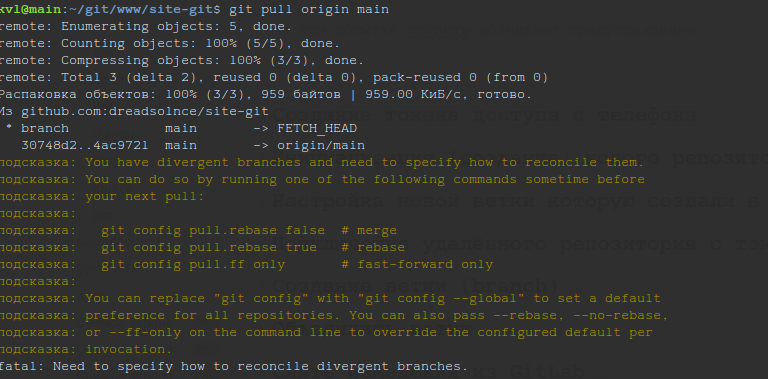 kvl@main:~/git/www/site-git$ git pull origin main
remote: Enumerating objects: 5, done.
remote: Counting objects: 100% (5/5), done.
remote: Compressing objects: 100% (3/3), done.
remote: Total 3 (delta 2), reused 0 (delta 0), pack-reused 0 (from 0)
Распаковка объектов: 100% (3/3), 959 байтов | 959.00 КиБ/с, готово.
Из github.com:dreadsolnce/site-git
 * branch            main       -> FETCH_HEAD
   30748d2..4ac9721  main       -> origin/main
подсказка: You have divergent branches and need to specify how to reconcile them.
подсказка: You can do so by running one of the following commands sometime before
подсказка: your next pull:
подсказка:
подсказка:   git config pull.rebase false  # merge
подсказка:   git config pull.rebase true   # rebase
подсказка:   git config pull.ff only       # fast-forward only
подсказка:
подсказка: You can replace "git config" with "git config --global" to set a default
подсказка: preference for all repositories. You can also pass --rebase, --no-rebase,
подсказка: or --ff-only on the command line to override the configured default per
подсказка: invocation.
fatal: Need to specify how to reconcile divergent branches.